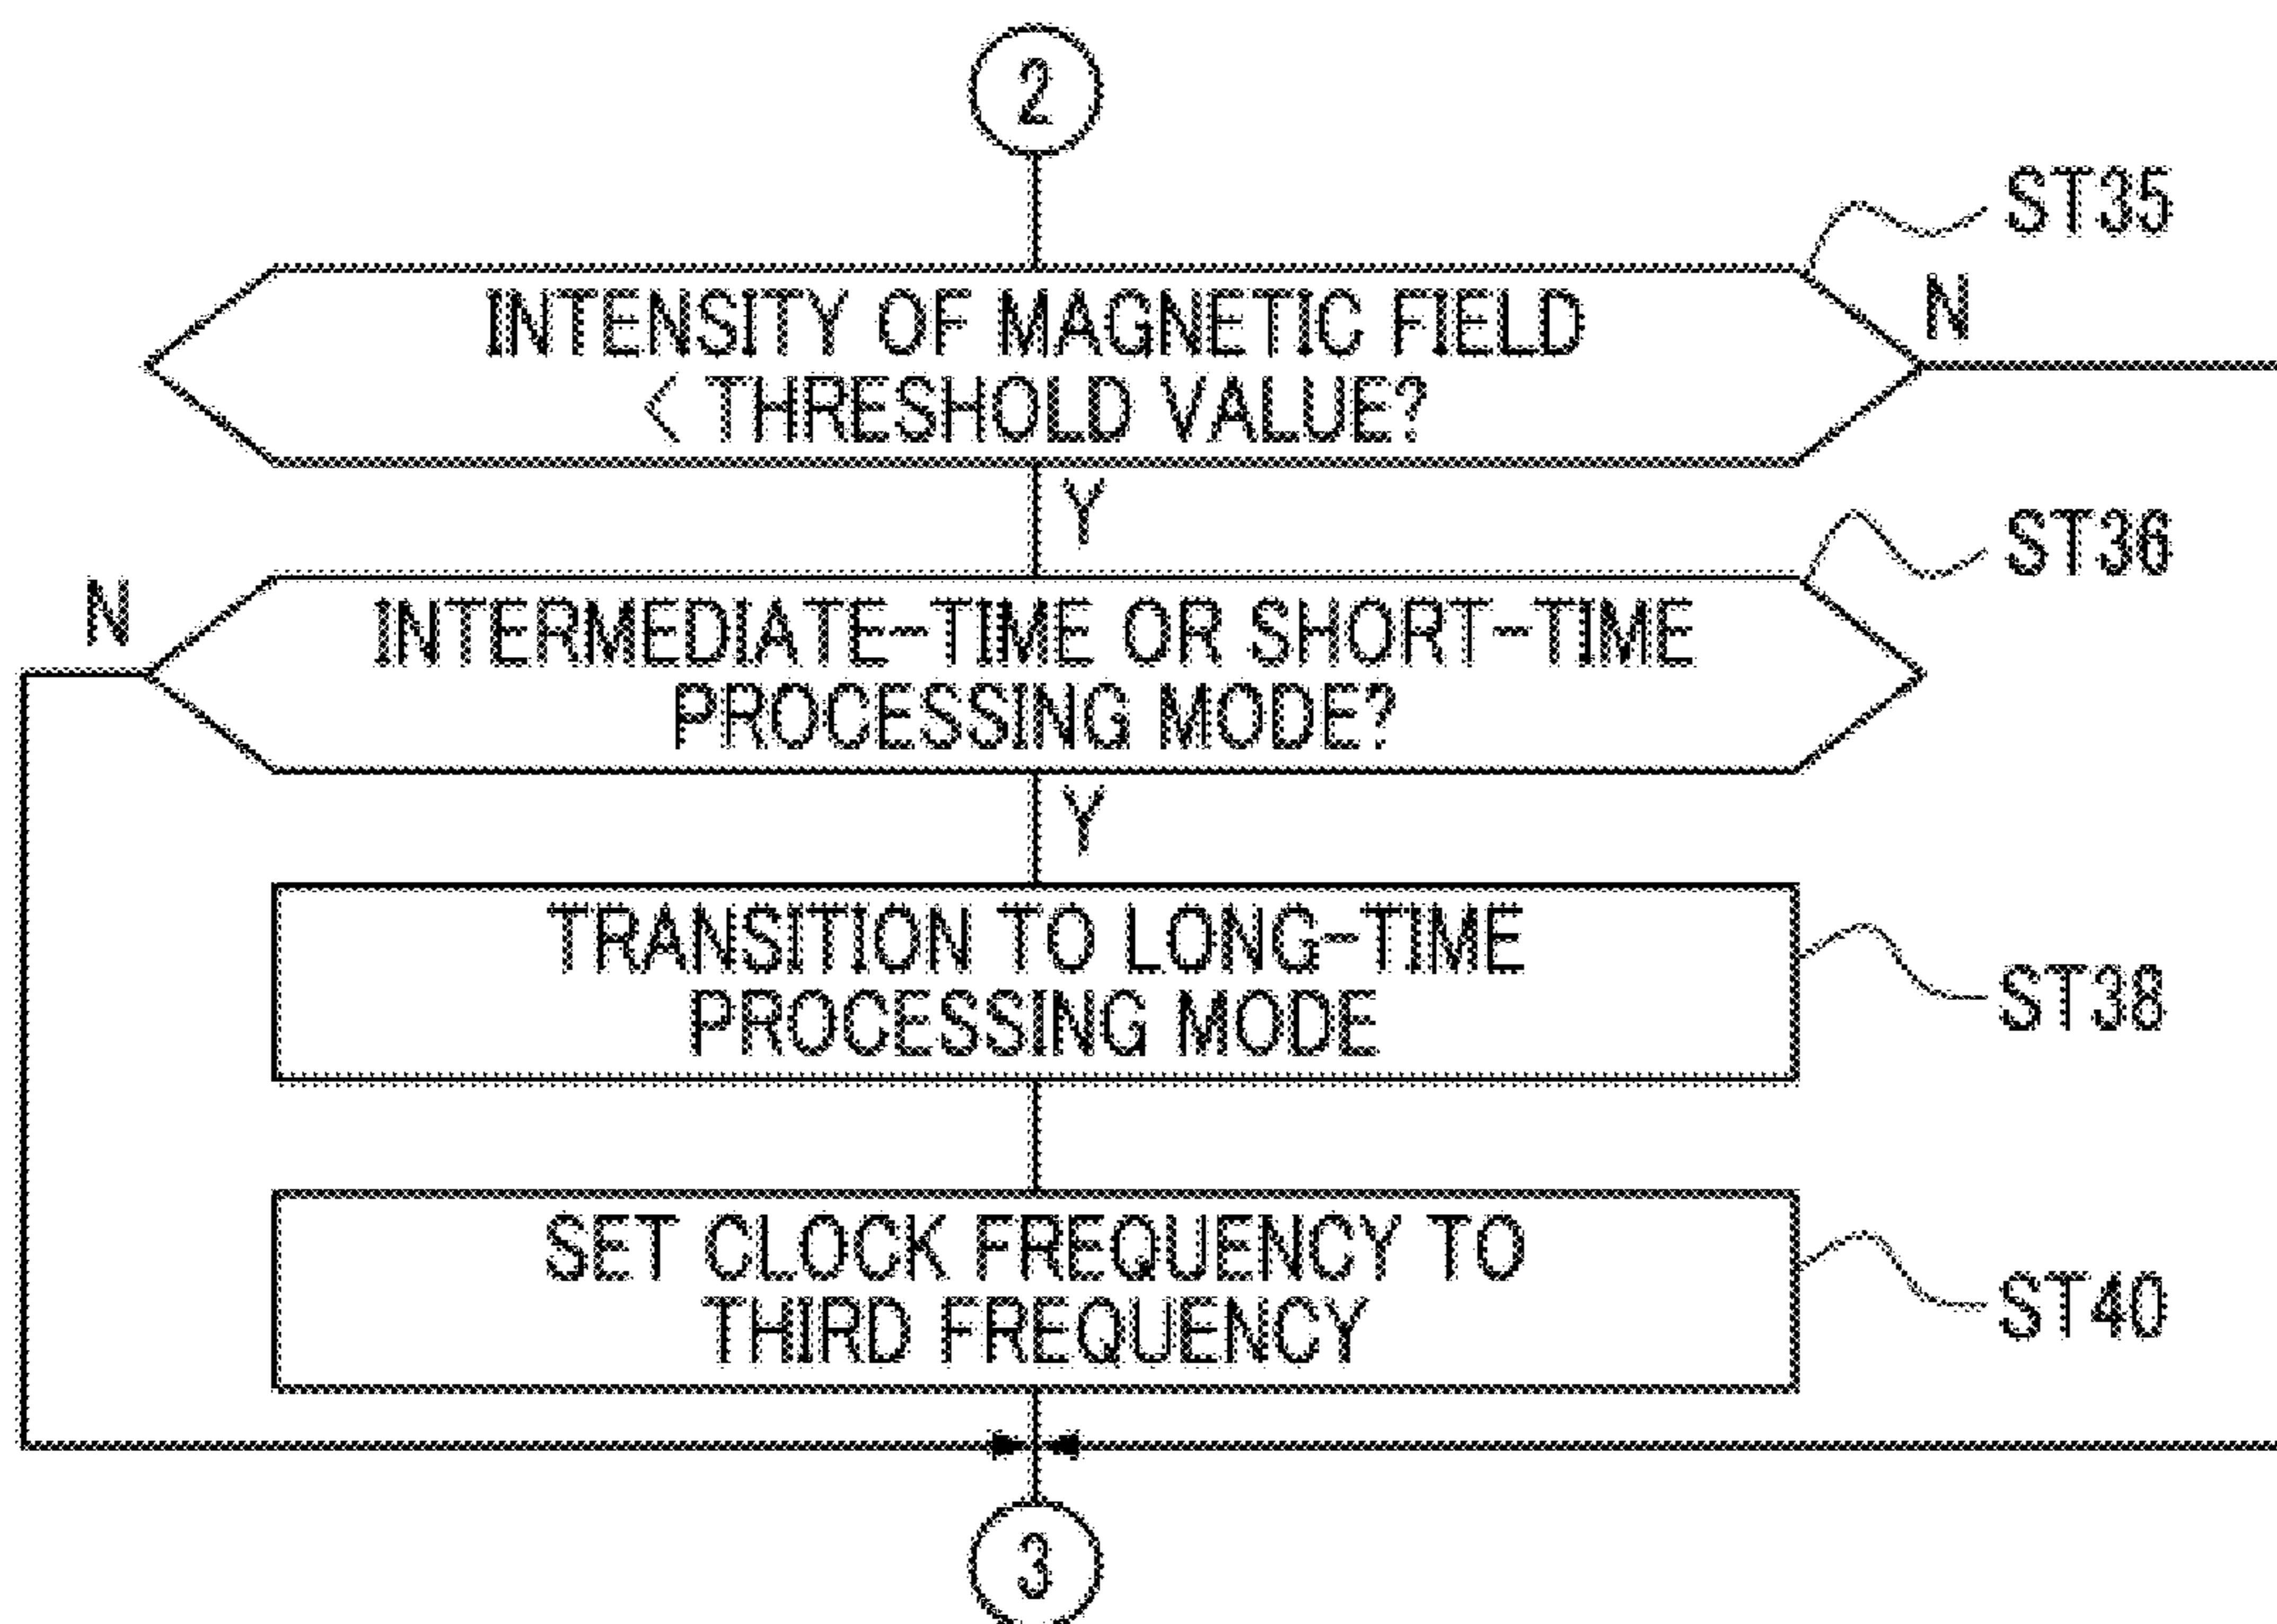 2
ST35
INTENSITY OF MAGNETIC FIELD
< THRESHOLD VALUE?
N
Y
ST36
N
INTERMEDIATE-TIME OR SHORT-TIME
PROCESSING MODE?
Y
TRANSITION TO LONG-TIME
PROCESSING MODE
ST38
SET CLOCK FREQUENCY TO
THIRD FREQUENCY
ST40
3